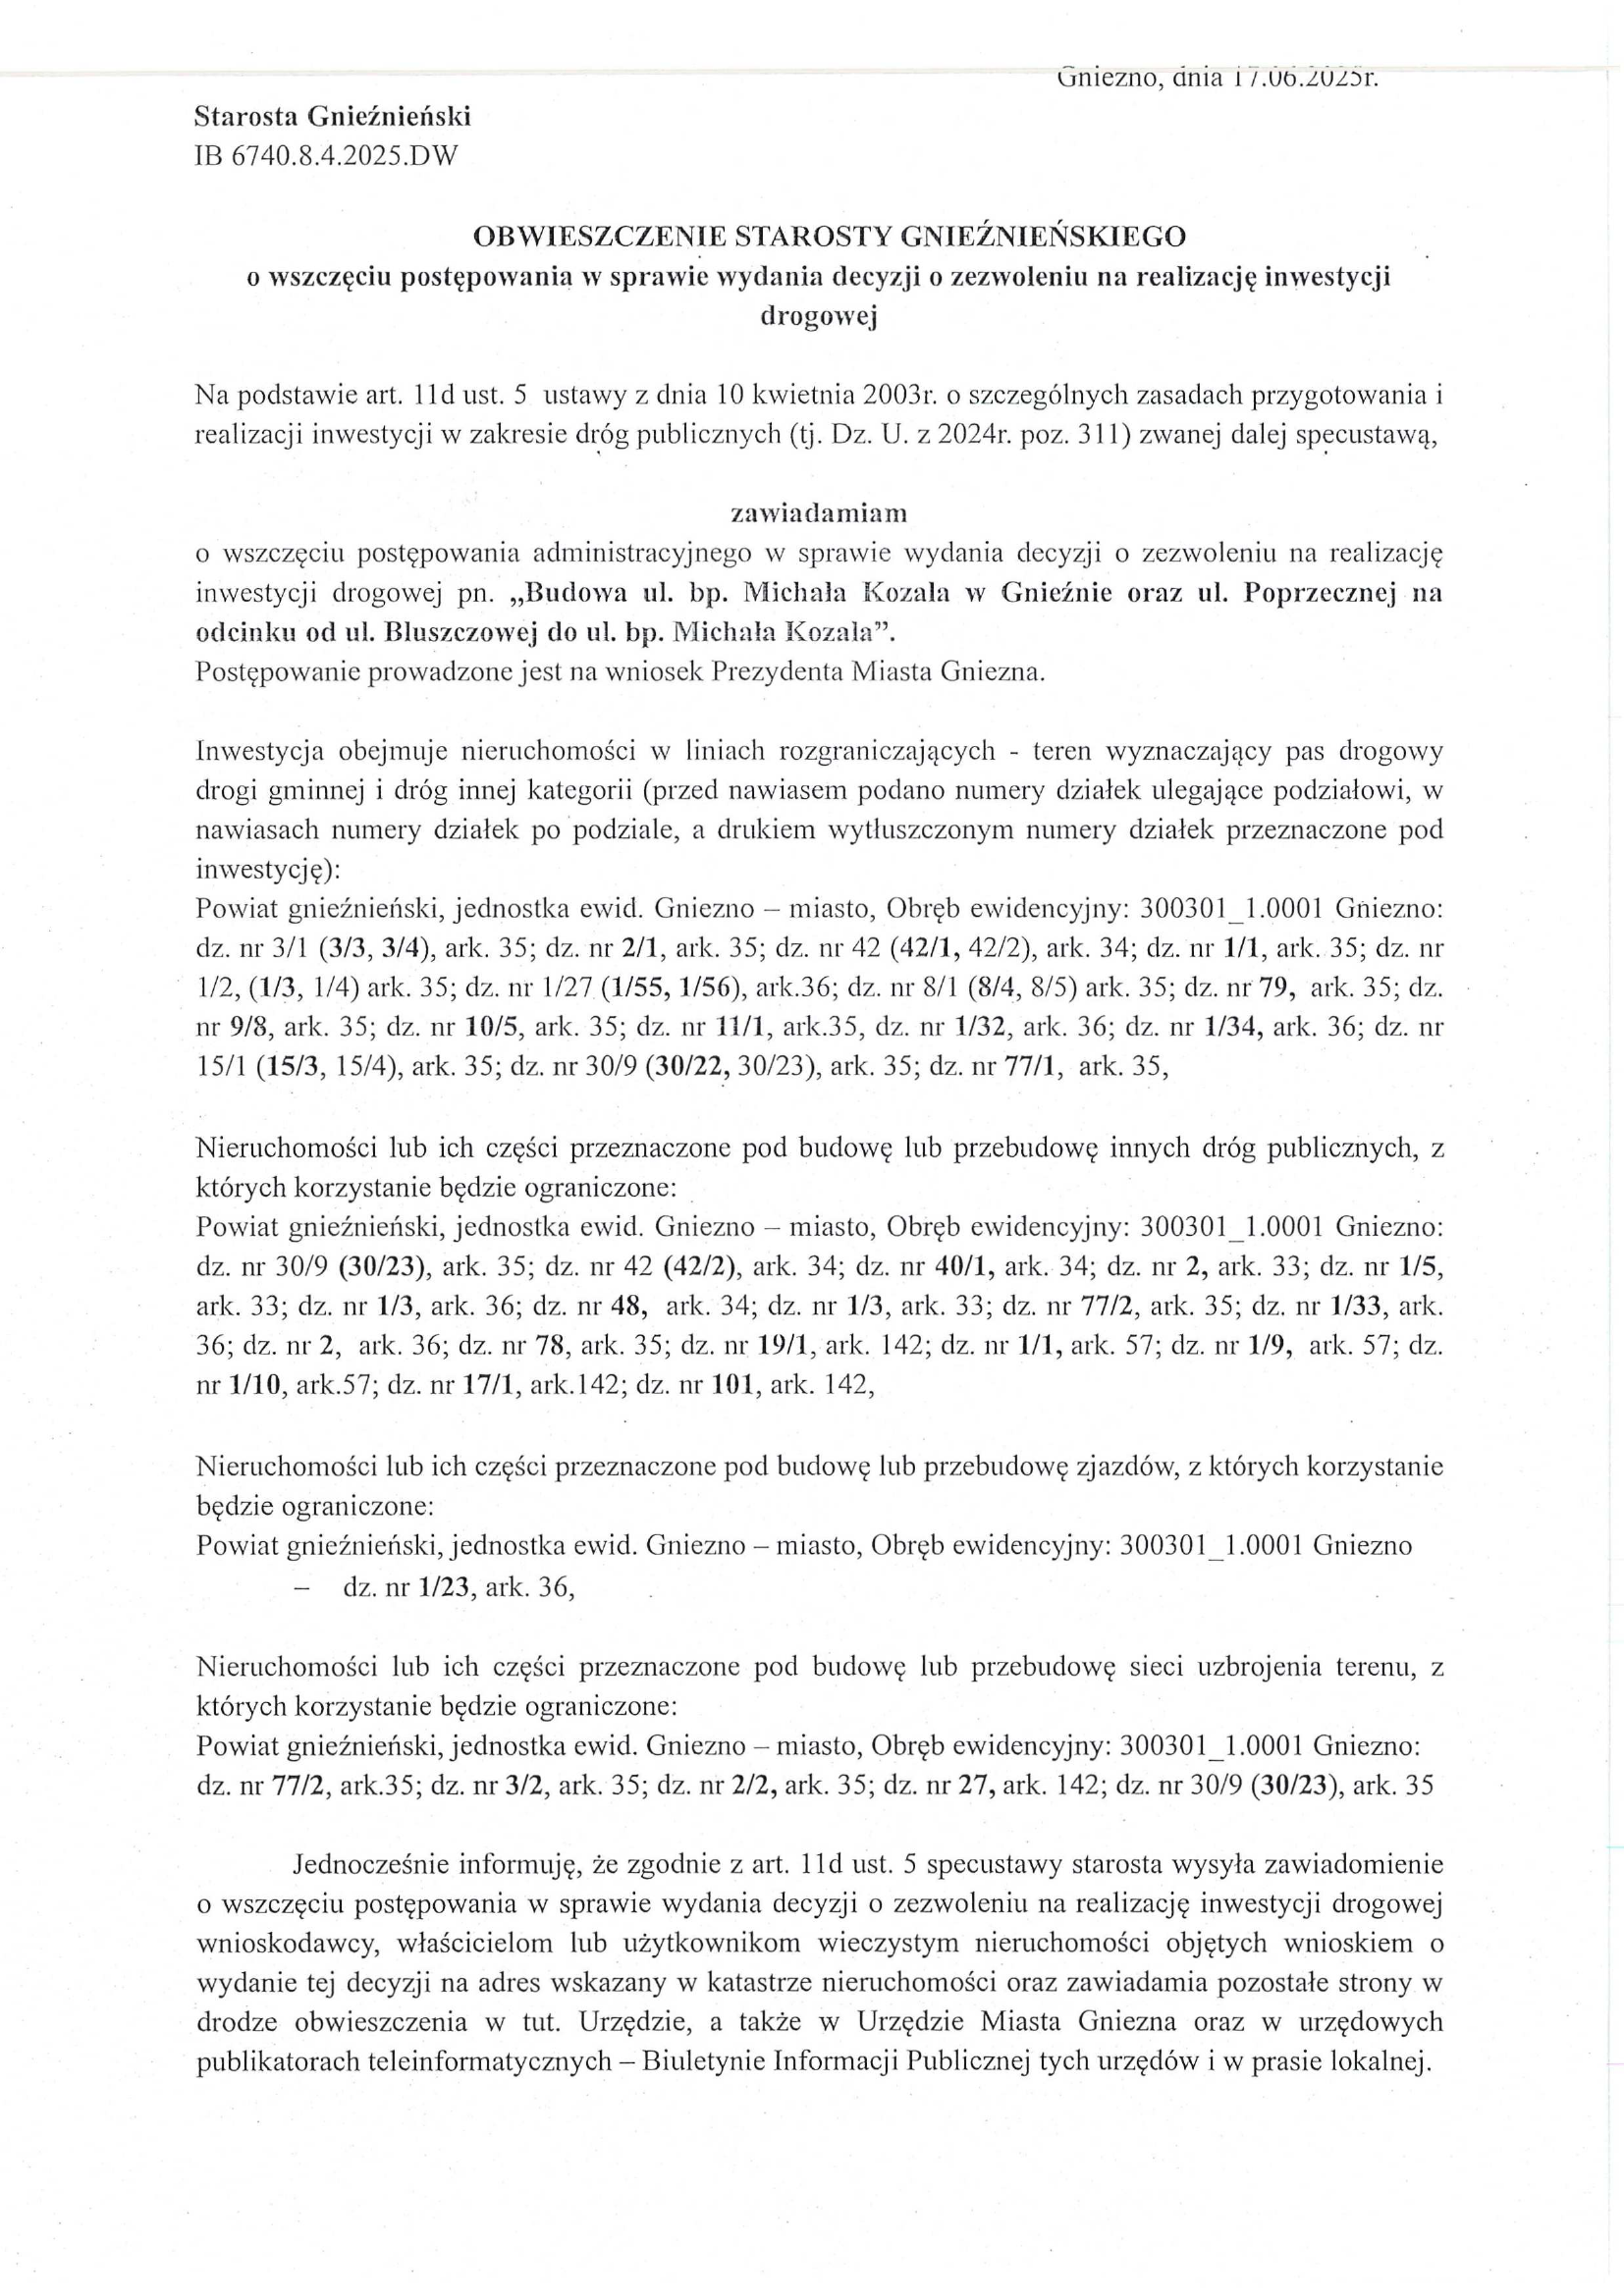 Gniezno, dnia 17.06.2025r.
Starosta Gnieźnieński
IB 6740.8.4.2025.DW
OBWIESZCZENIE STAROSTY GNIEŹNIEŃSKIEGO
o wszczęciu postępowania w sprawie wydania decyzji o zezwoleniu na realizację inwestycji
drogowej
Na podstawie art. 11d ust. 5 ustawy z dnia 10 kwietnia 2003r. o szczególnych zasadach przygotowania i
realizacji inwestycji w zakresie dróg publicznych (tj. Dz. U. z 2024r. poz. 311) zwanej dalej specustawą,
zawiadamiam
o wszczęciu postępowania administracyjnego w sprawie wydania decyzji o zezwoleniu na realizację
inwestycji drogowej pn. „Budowa ul. bp. Michała Kozala w Gnieźnie oraz ul. Poprzecznej na
odcinku od ul. Bluszczowej do ul. bp. Michała Kozala”.
Postępowanie prowadzone jest na wniosek Prezydenta Miasta Gniezna.
Inwestycja obejmuje nieruchomości w liniach rozgraniczających - teren wyznaczający pas drogowy
drogi gminnej i dróg innej kategorii (przed nawiasem podano numery działek ulegające podziałowi, w
nawiasach numery działek po podziale, a drukiem wytłuszczonym numery działek przeznaczone pod
inwestycję):
Powiat gnieźnieński, jednostka ewid. Gniezno – miasto, Obręb ewidencyjny: 300301_1.0001 Gniezno:
dz. nr 3/1 (3/3, 3/4), ark. 35; dz. nr 2/1, ark. 35; dz. nr 42 (42/1, 42/2), ark. 34; dz. nr 1/1, ark. 35; dz. nr
1/2, (1/3, 1/4) ark. 35; dz. nr 1/27 (1/55, 1/56), ark.36; dz. nr 8/1 (8/4, 8/5) ark. 35; dz. nr 79, ark. 35; dz.
nr 9/8, ark. 35; dz. nr 10/5, ark. 35; dz. nr 11/1, ark.35, dz. nr 1/32, ark. 36; dz. nr 1/34, ark. 36; dz. nr
15/1 (15/3, 15/4), ark. 35; dz. nr 30/9 (30/22, 30/23), ark. 35; dz. nr 77/1, ark. 35,
Nieruchomości lub ich części przeznaczone pod budowę lub przebudowę innych dróg publicznych, z
których korzystanie będzie ograniczone:
Powiat gnieźnieński, jednostka ewid. Gniezno – miasto, Obręb ewidencyjny: 300301_1.0001 Gniezno:
dz. nr 30/9 (30/23), ark. 35; dz. nr 42 (42/2), ark. 34; dz. nr 40/1, ark. 34; dz. nr 2, ark. 33; dz. nr 1/5,
ark. 33; dz. nr 1/3, ark. 36; dz. nr 48, ark. 34; dz. nr 1/3, ark. 33; dz. nr 77/2, ark. 35; dz. nr 1/33, ark.
36; dz. nr 2, ark. 36; dz. nr 78, ark. 35; dz. nr 19/1, ark. 142; dz. nr 1/1, ark. 57; dz. nr 1/9, ark. 57; dz.
nr 1/10, ark.57; dz. nr 17/1, ark.142; dz. nr 101, ark. 142,
Nieruchomości lub ich części przeznaczone pod budowę lub przebudowę zjazdów, z których korzystanie
będzie ograniczone:
Powiat gnieźnieński, jednostka ewid. Gniezno – miasto, Obręb ewidencyjny: 300301_1.0001 Gniezno
– dz. nr 1/23, ark. 36,
Nieruchomości lub ich części przeznaczone pod budowę lub przebudowę sieci uzbrojenia terenu, z
których korzystanie będzie ograniczone:
Powiat gnieźnieński, jednostka ewid. Gniezno – miasto, Obręb ewidencyjny: 300301_1.0001 Gniezno:
dz. nr 77/2, ark.35; dz. nr 3/2, ark. 35; dz. nr 2/2, ark. 35; dz. nr 27, ark. 142; dz. nr 30/9 (30/23), ark. 35
Jednocześnie informuję, że zgodnie z art. 11d ust. 5 specustawy starosta wysyła zawiadomienie
o wszczęciu postępowania w sprawie wydania decyzji o zezwoleniu na realizację inwestycji drogowej
wnioskodawcy, właścicielom lub użytkownikom wieczystym nieruchomości objętych wnioskiem o
wydanie tej decyzji na adres wskazany w katastrze nieruchomości oraz zawiadamia pozostałe strony w
drodze obwieszczenia w tut. Urzędzie, a także w Urzędzie Miasta Gniezna oraz w urzędowych
publikatorach teleinformatycznych – Biuletynie Informacji Publicznej tych urzędów i w prasie lokalnej.